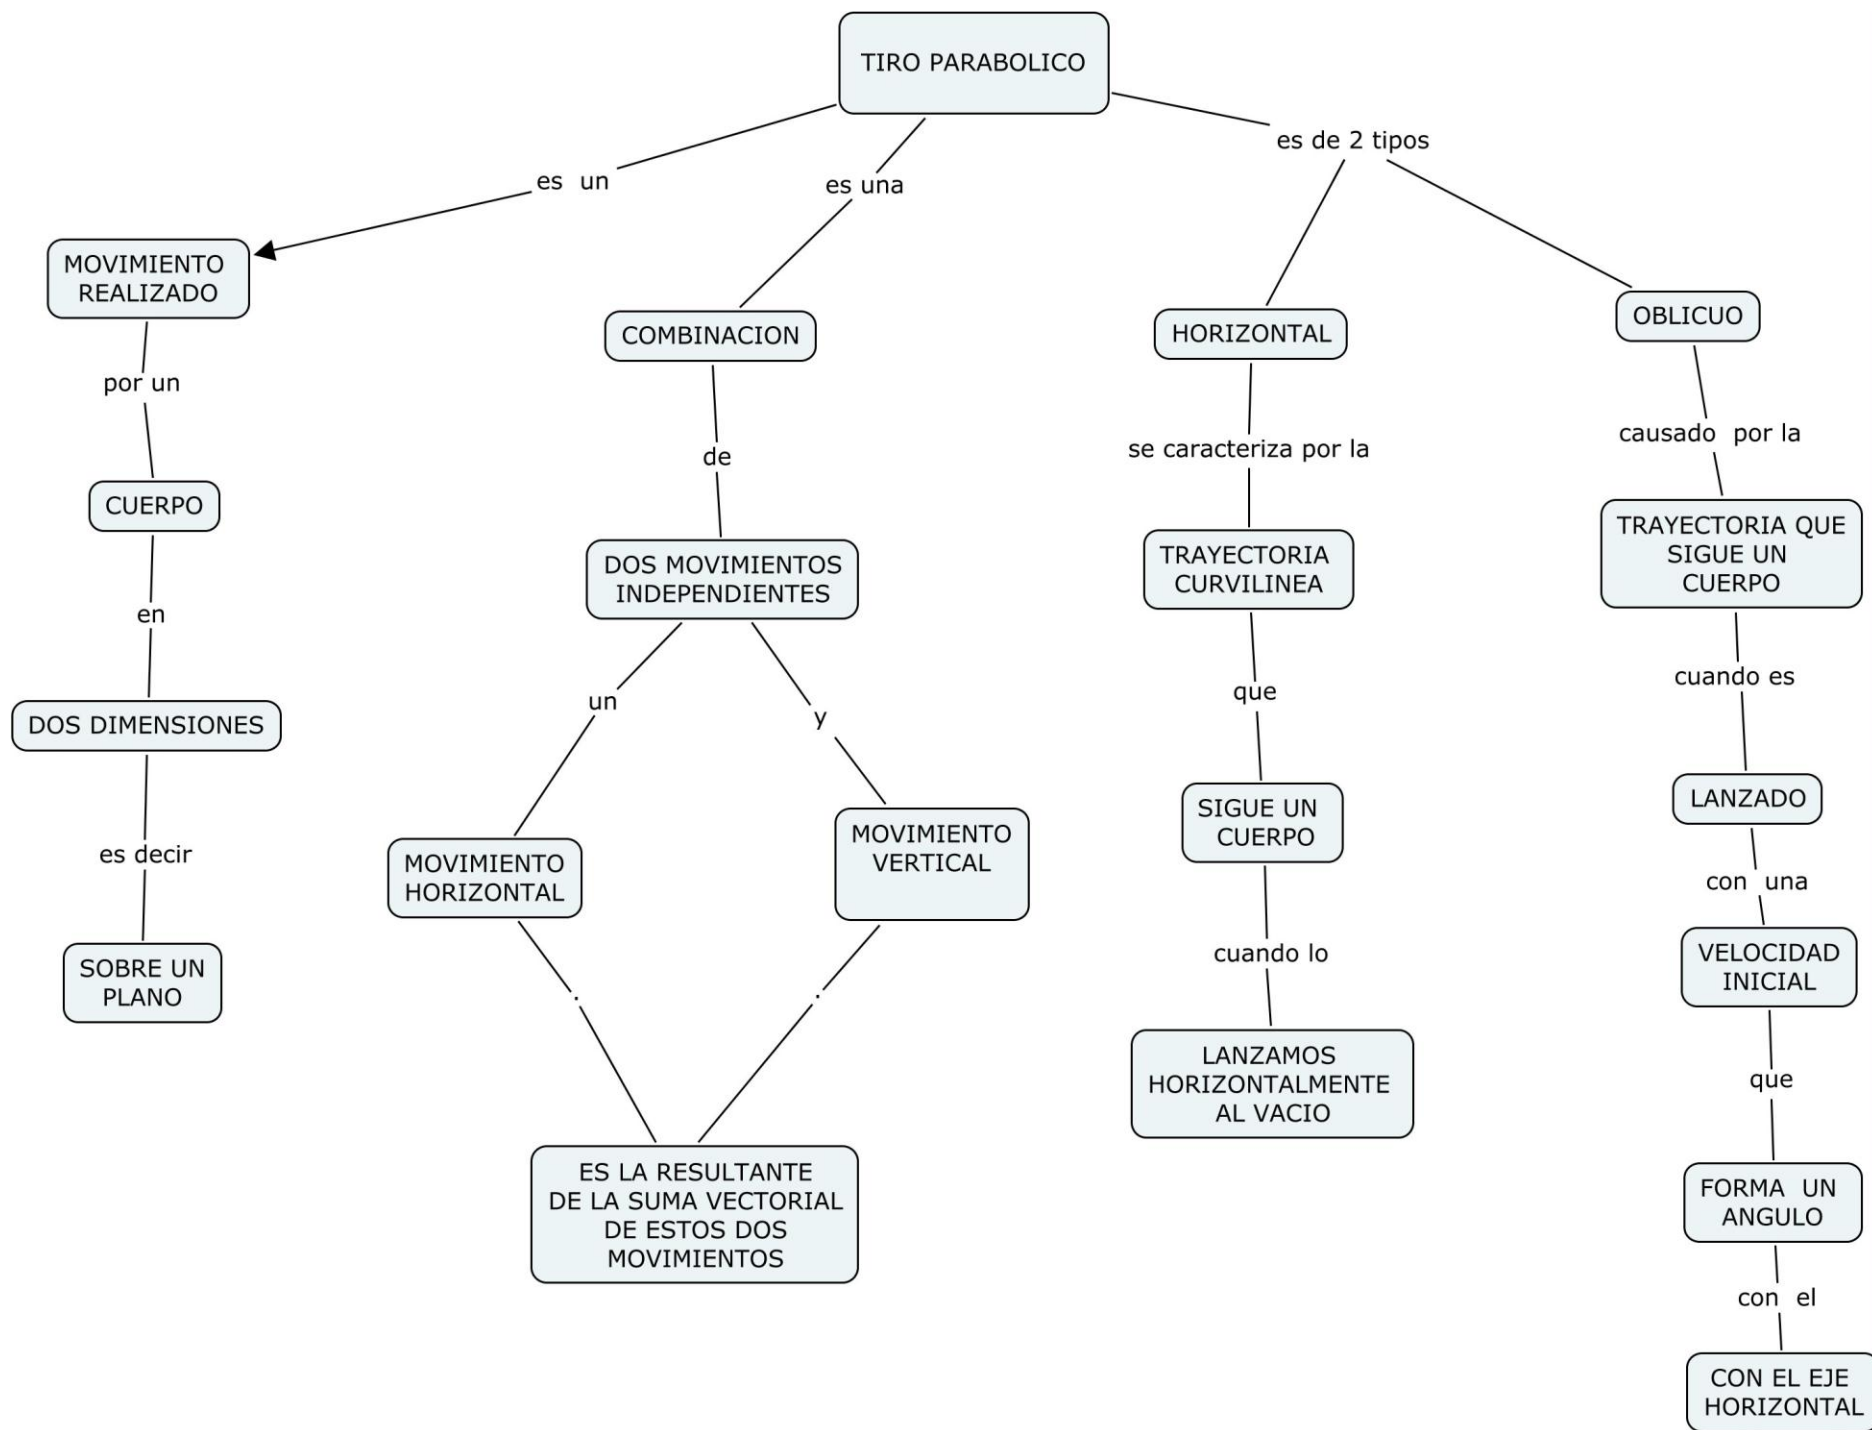 TIRO PARABOLICO
es  un
MOVIMIENTO
REALIZADO
por un
CUERPO
en
DOS DIMENSIONES
es decir
SOBRE UN
PLANO
es una
COMBINACION
de
DOS MOVIMIENTOS
INDEPENDIENTES
un
MOVIMIENTO
HORIZONTAL
.
y
MOVIMIENTO
VERTICAL
.
ES LA RESULTANTE
DE LA SUMA VECTORIAL
DE ESTOS DOS
MOVIMIENTOS
es de 2 tipos
HORIZONTAL
se caracteriza por la
TRAYECTORIA
CURVILINEA
que
SIGUE UN
CUERPO
cuando lo
LANZAMOS
HORIZONTALMENTE
AL VACIO
OBLICUO
causado  por la
TRAYECTORIA QUE
SIGUE UN
CUERPO
cuando es
LANZADO
con  una
VELOCIDAD
INICIAL
que
FORMA  UN
ANGULO
con  el
CON EL EJE
HORIZONTAL